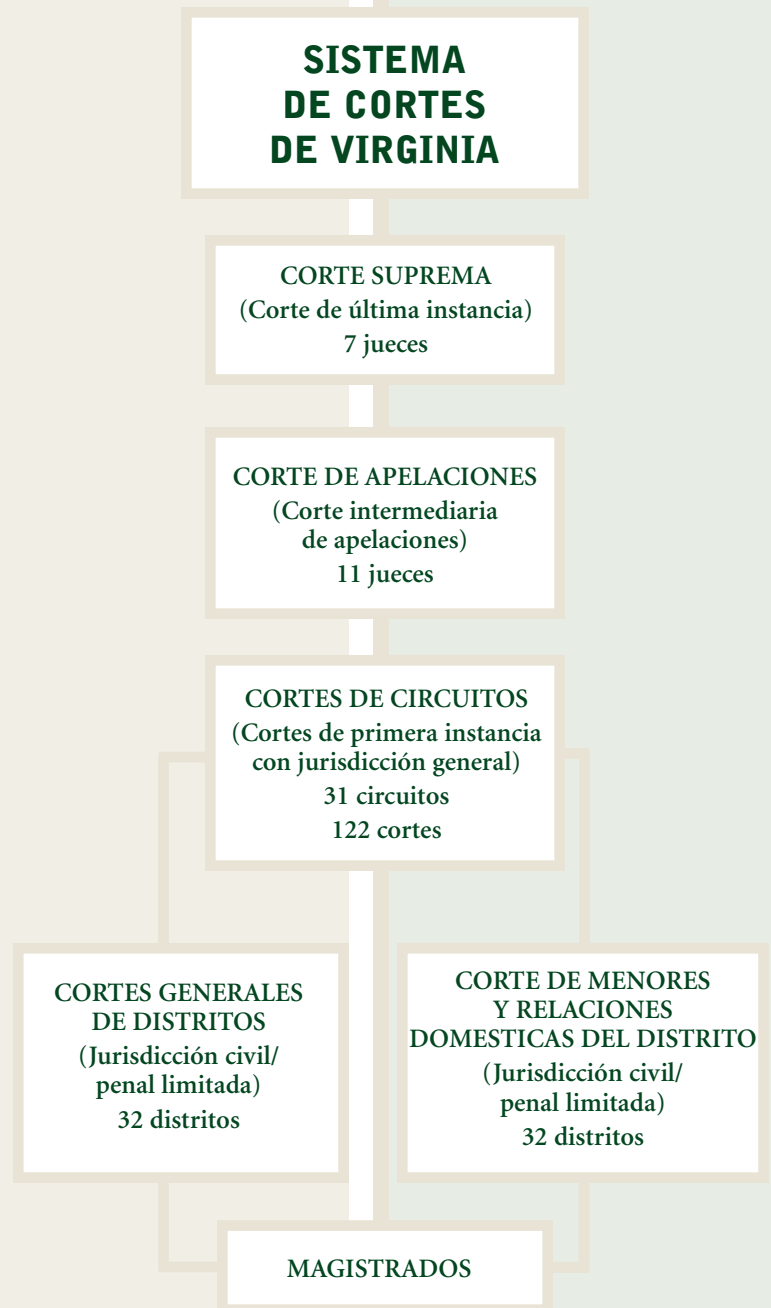 SISTEMA
DE CORTES
DE VIRGINIA
CORTE SUPREMA
(Corte de última instancia)
7 jueces
CORTE DE APELACIONES
(Corte intermediaria
de apelaciones)
11 jueces
CORTES DE CIRCUITOS
(Cortes de primera instancia
con jurisdicción general)
31 circuitos
122 cortes
CORTES GENERALES
DE DISTRITOS
(Jurisdicción civil/
penal limitada)
32 distritos
CORTE DE MENORES
Y RELACIONES
DOMESTICAS DEL DISTRITO
(Jurisdicción civil/
penal limitada)
32 distritos
MAGISTRADOS